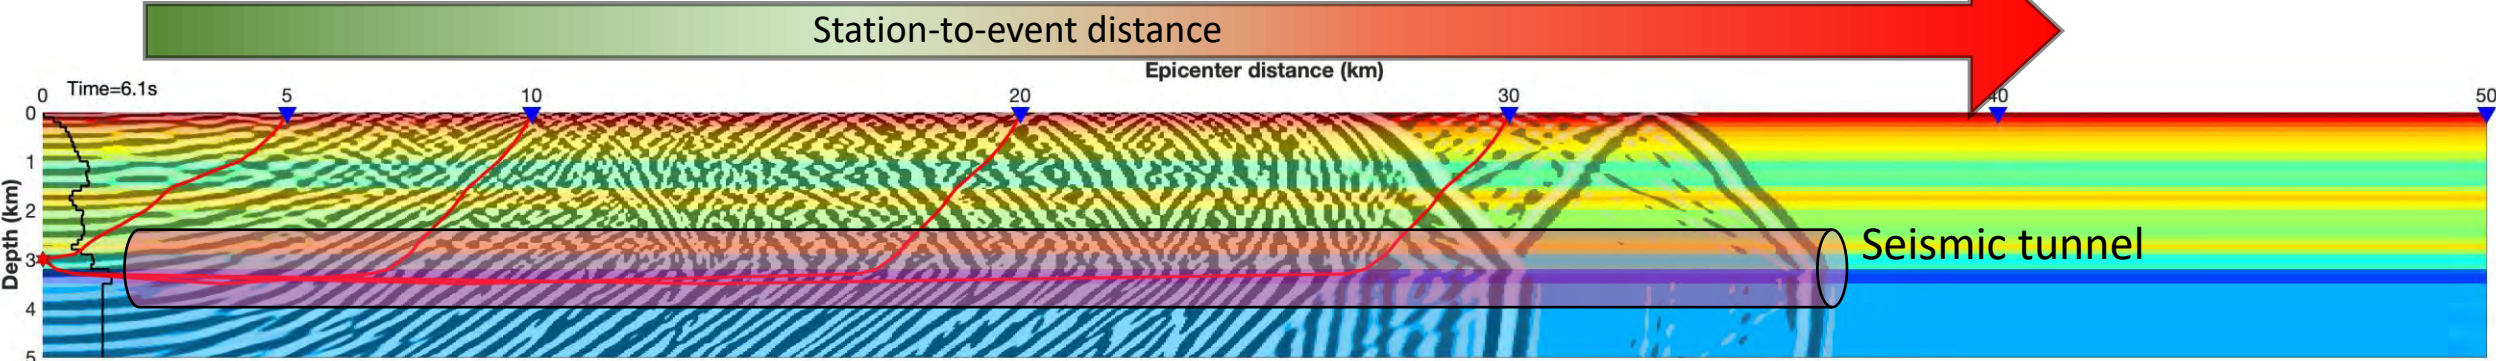 Station-to-event distance
Epicenter distance (km)
Time=6.1s
0 5 10 20 30 40 50
0
1
2
3
4
5
Depth (km)
Seismic tunnel